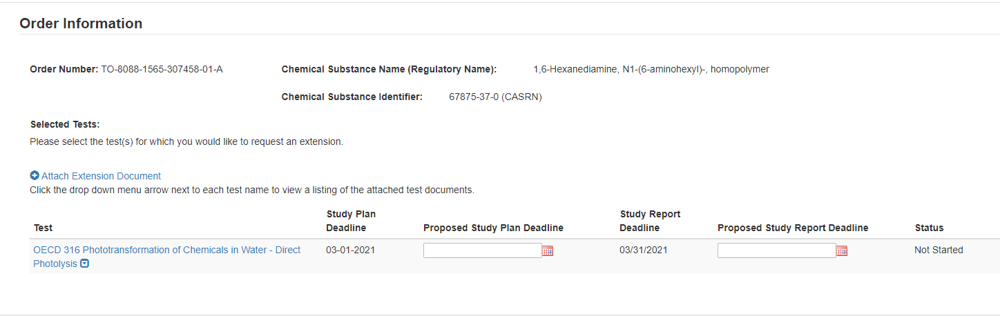 Order Information
Order Number: TO-8088-1565-307458-01-A
Chemical Substance Name (Regulatory Name): 1,6-Hexanediamine, N1-(6-aminohexyl)-, homopolymer
Chemical Substance Identifier: 67875-37-0 (CASRN)
Selected Tests:
Please select the test(s) for which you would like to request an extension.
Attach Extension Document
Click the drop down menu arrow next to each test name to view a listing of the attached test documents.
Test
Study Plan
Deadline
Proposed Study Plan Deadline
Study Report
Deadline
Proposed Study Report Deadline
Status
OECD 316 Phototransformation of Chemicals in Water - Direct
Photolysis
03-01-2021
03/31/2021
Not Started